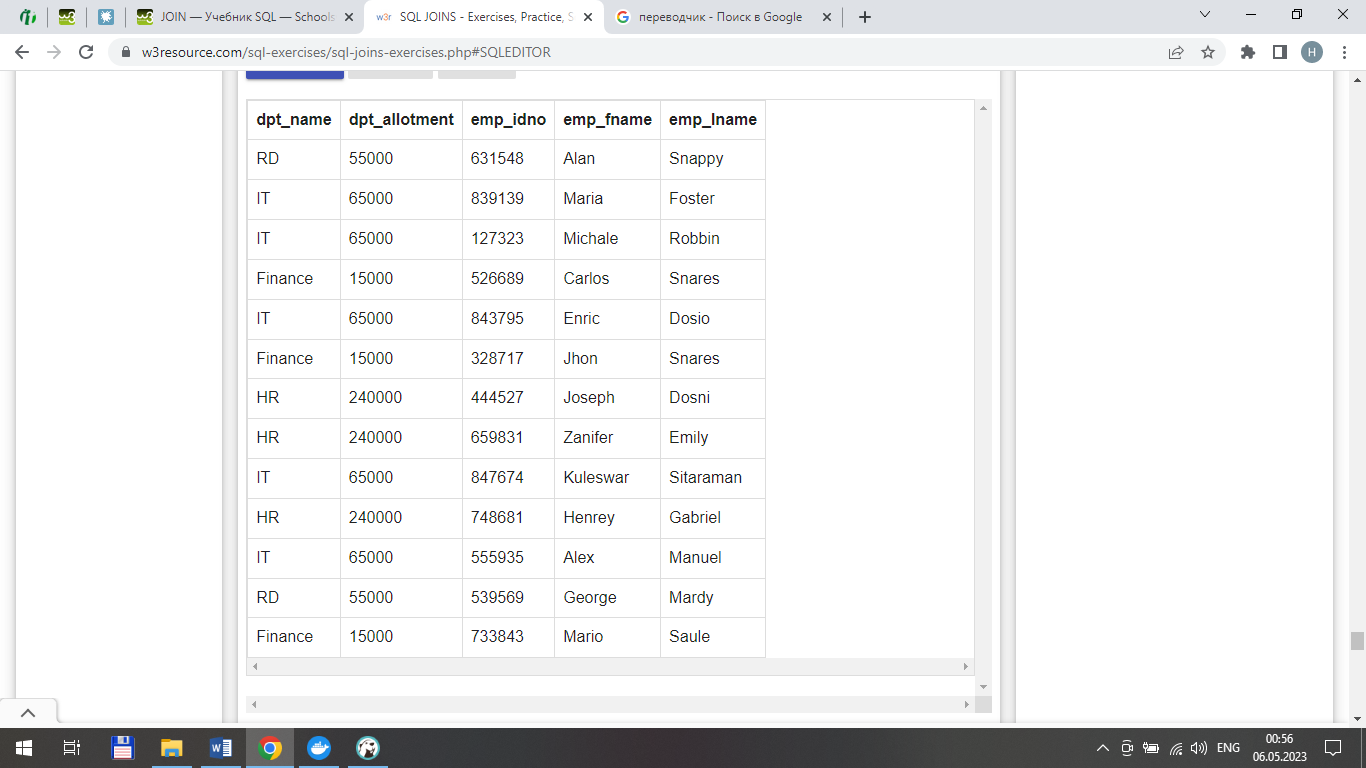 JOIN — Учебник SQL — Schools
SQL JOINS - Exercises, Practice, S
переводчик - Поиск в Google
w3resource.com/sql-exercises/sql-joins-exercises.php#SQLEDITOR
H
dpt_name dpt_allotment emp_idno emp_fname emp_lname
RD 55000 631548 Alan Snappy
IT 65000 839139 Maria Foster
IT 65000 127323 Michale Robbin
Finance 15000 526689 Carlos Snares
IT 65000 843795 Enric Dosio
Finance 15000 328717 Jhon Snares
HR 240000 444527 Joseph Dosni
HR 240000 659831 Zanifer Emily
IT 65000 847674 Kuleswar Sitaraman
HR 240000 748681 Henrey Gabriel
IT 65000 555935 Alex Manuel
RD 55000 539569 George Mardy
Finance 15000 733843 Mario Saule
ENG
00:56
06.05.2023